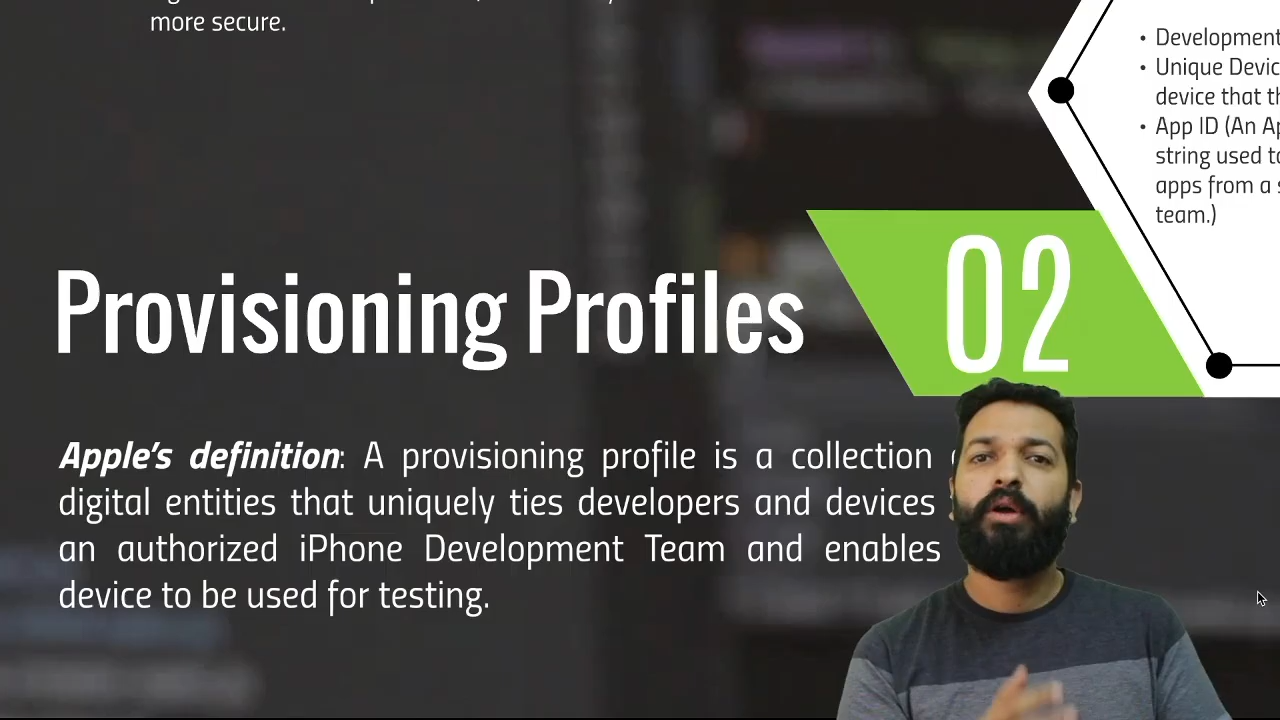 more secure.
• Development
• Unique Devic
device that th
• App ID (An Ap
string used to
apps from a s
team.)
02
Provisioning Profiles
Apple's definition: A provisioning profile is a collection
digital entities that uniquely ties developers and devices
an authorized iPhone Development Team and enables
device to be used for testing.